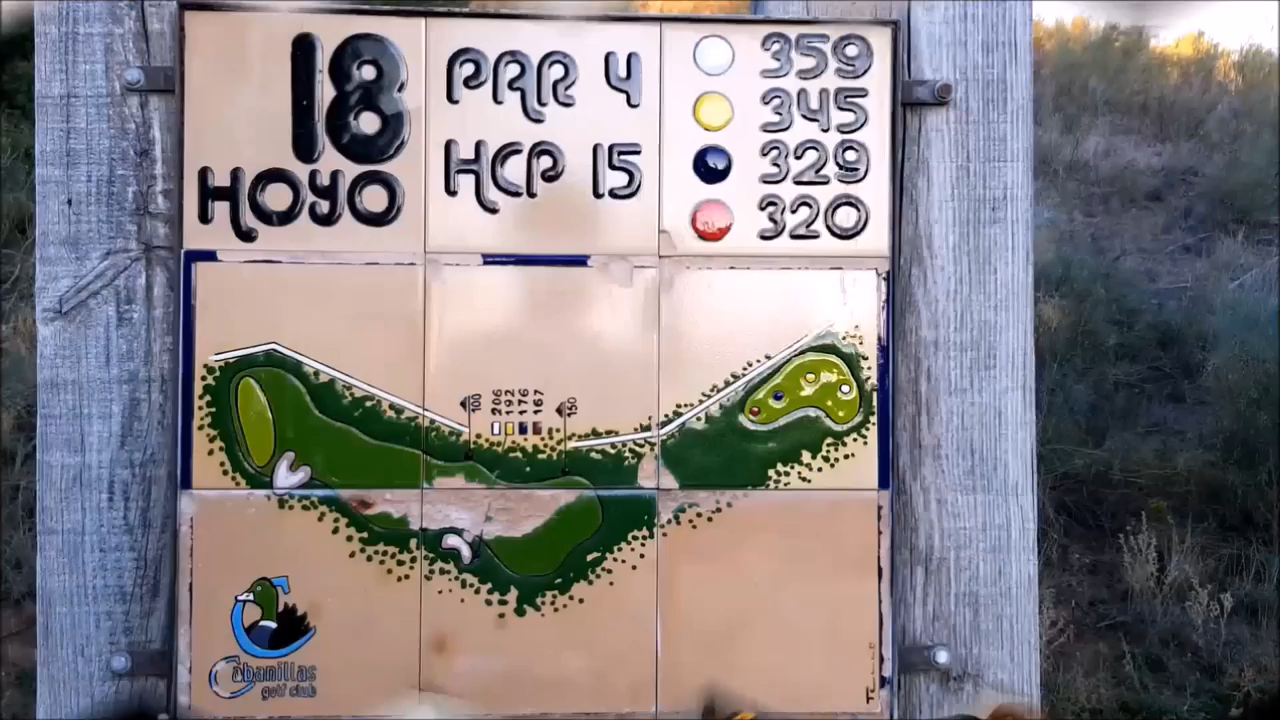 18
HOYO
PAR 4
HCP 15
359
345
329
320
100
206
192
176
167
150
Cabanillas
golf club